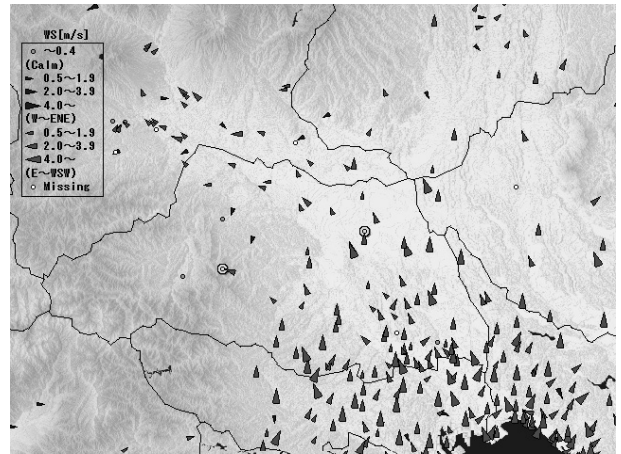 WS[m/s]
～0.4
(Calm)
0.5～1.9
2.0～3.9
4.0～
(W～ENE)
0.5～1.9
2.0～3.9
4.0～
(E～WSW)
Missing